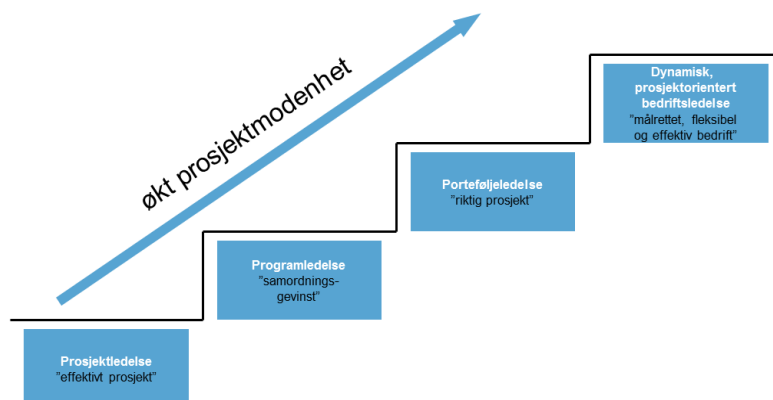 økt prosjektmodenhet
Dynamisk,
prosjektorientert
bedriftsledelse
”målrettet, fleksibel
og effektiv bedrift”
Porteføljeledelse
”riktig prosjekt”
Programledelse
”samordnings-
gevinst”
Prosjektledelse
”effektivt prosjekt”